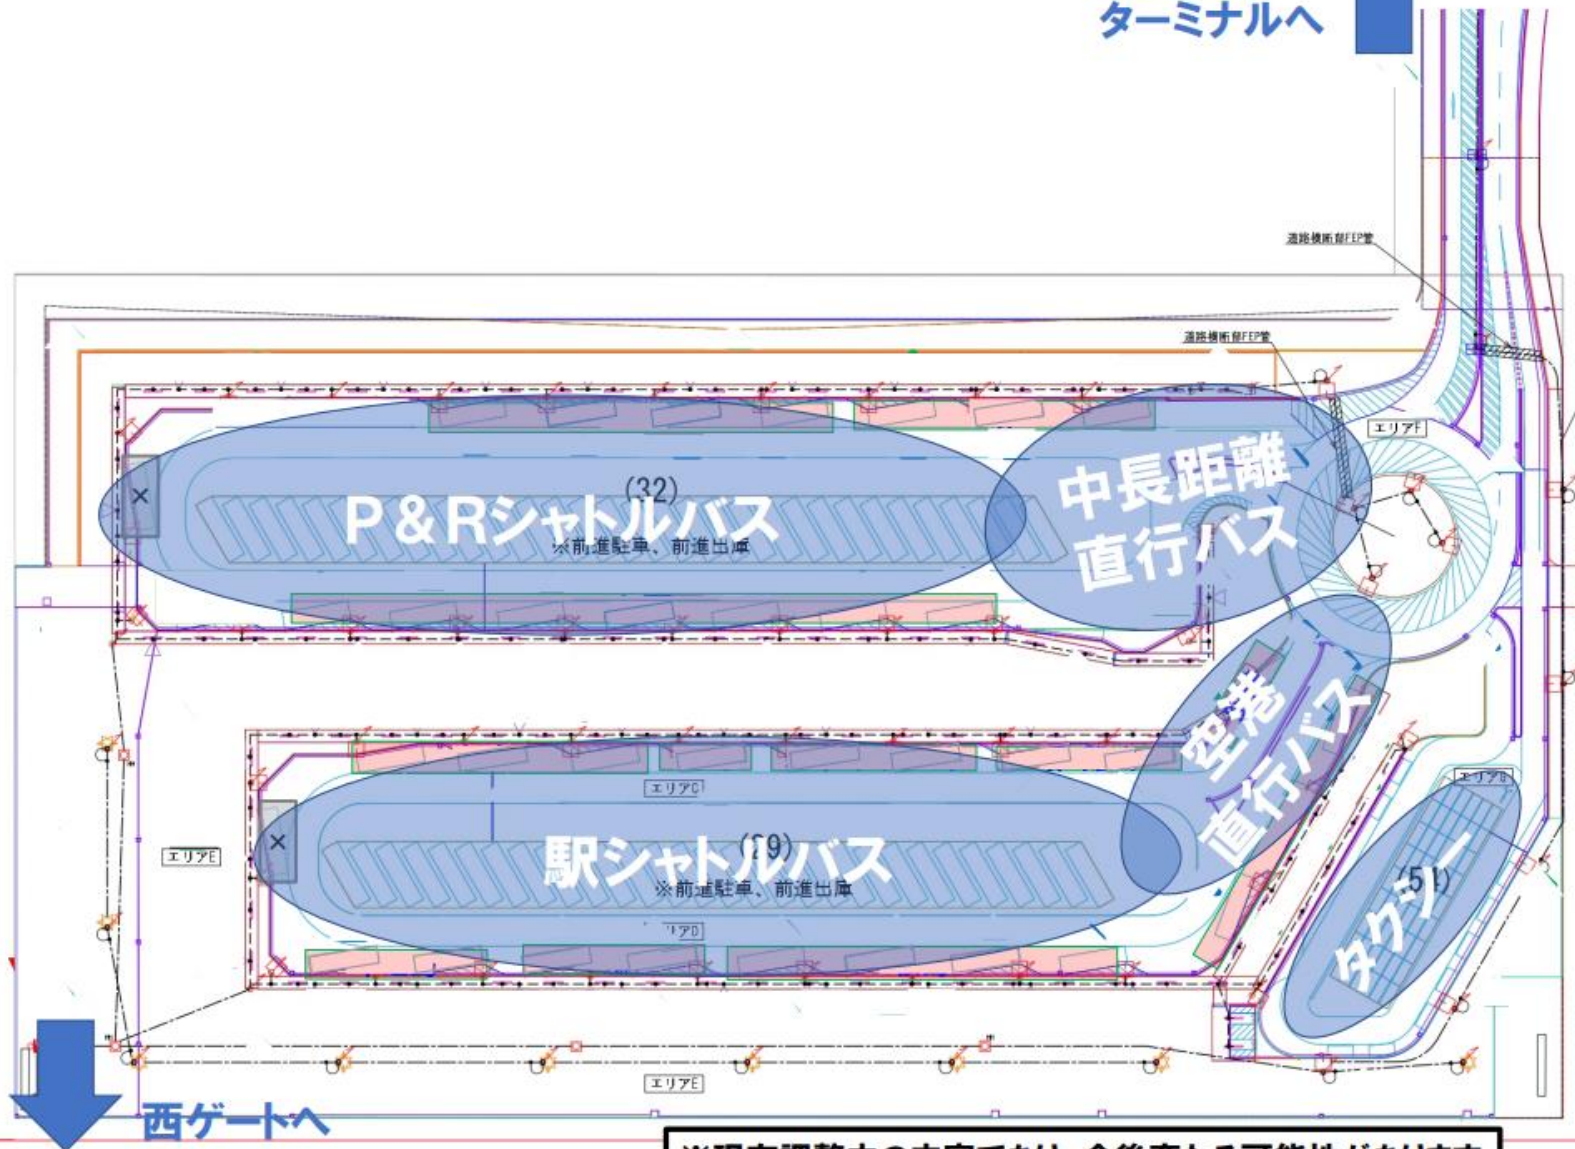 ターミナルへ
道路横断部FEP管
道路横断部FEP管
エリアF
中長距離
直行バス
(32)
P&Rシャトルバス
※前進駐車、前進出庫
×
空港
直行バス
エリアC
エリアG
(29)
駅シャトルバス
※前進駐車、前進出庫
×
エリアE
タクシー
エリアD
エリアE
西ゲートへ